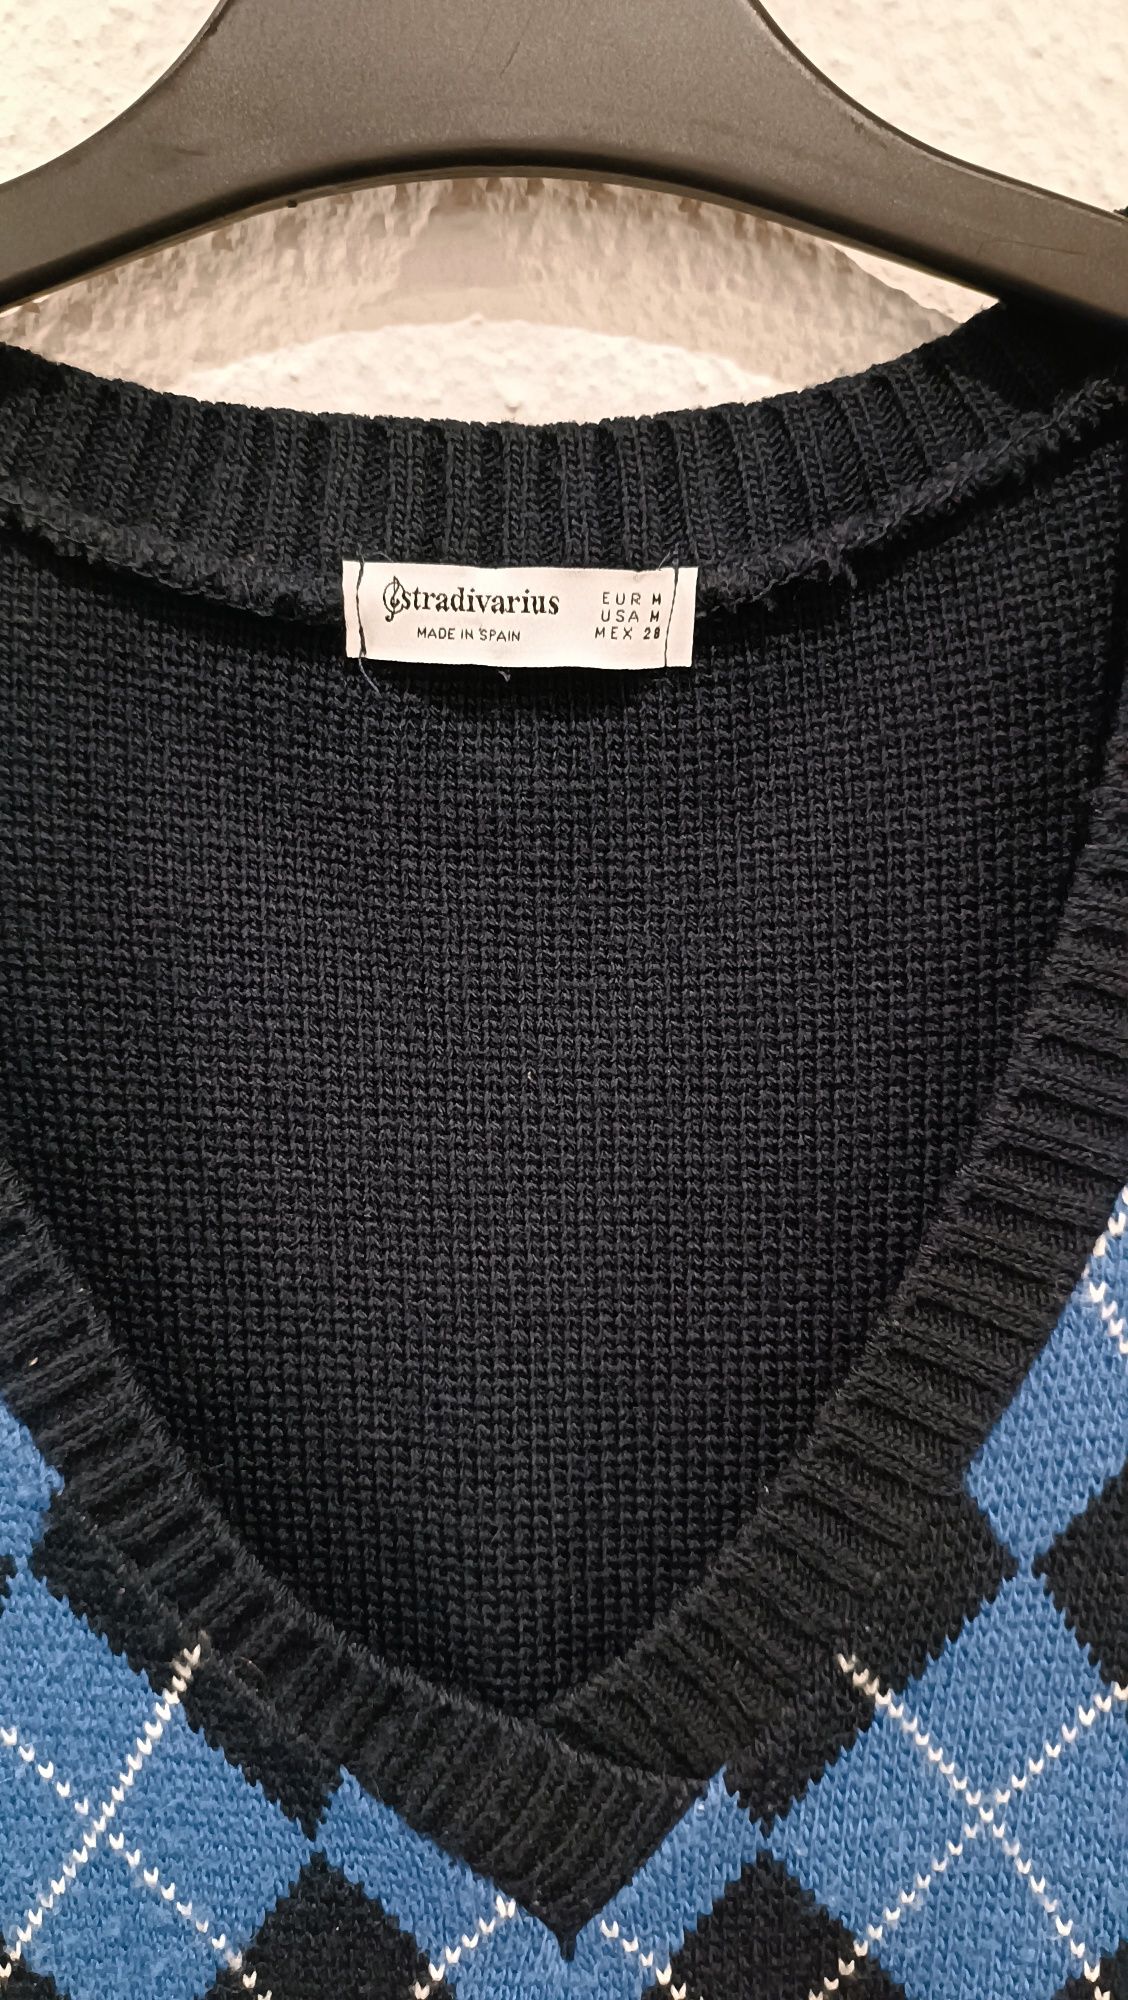 stradivarius
MADE IN SPAIN
EUR M
USA M
MEX 28